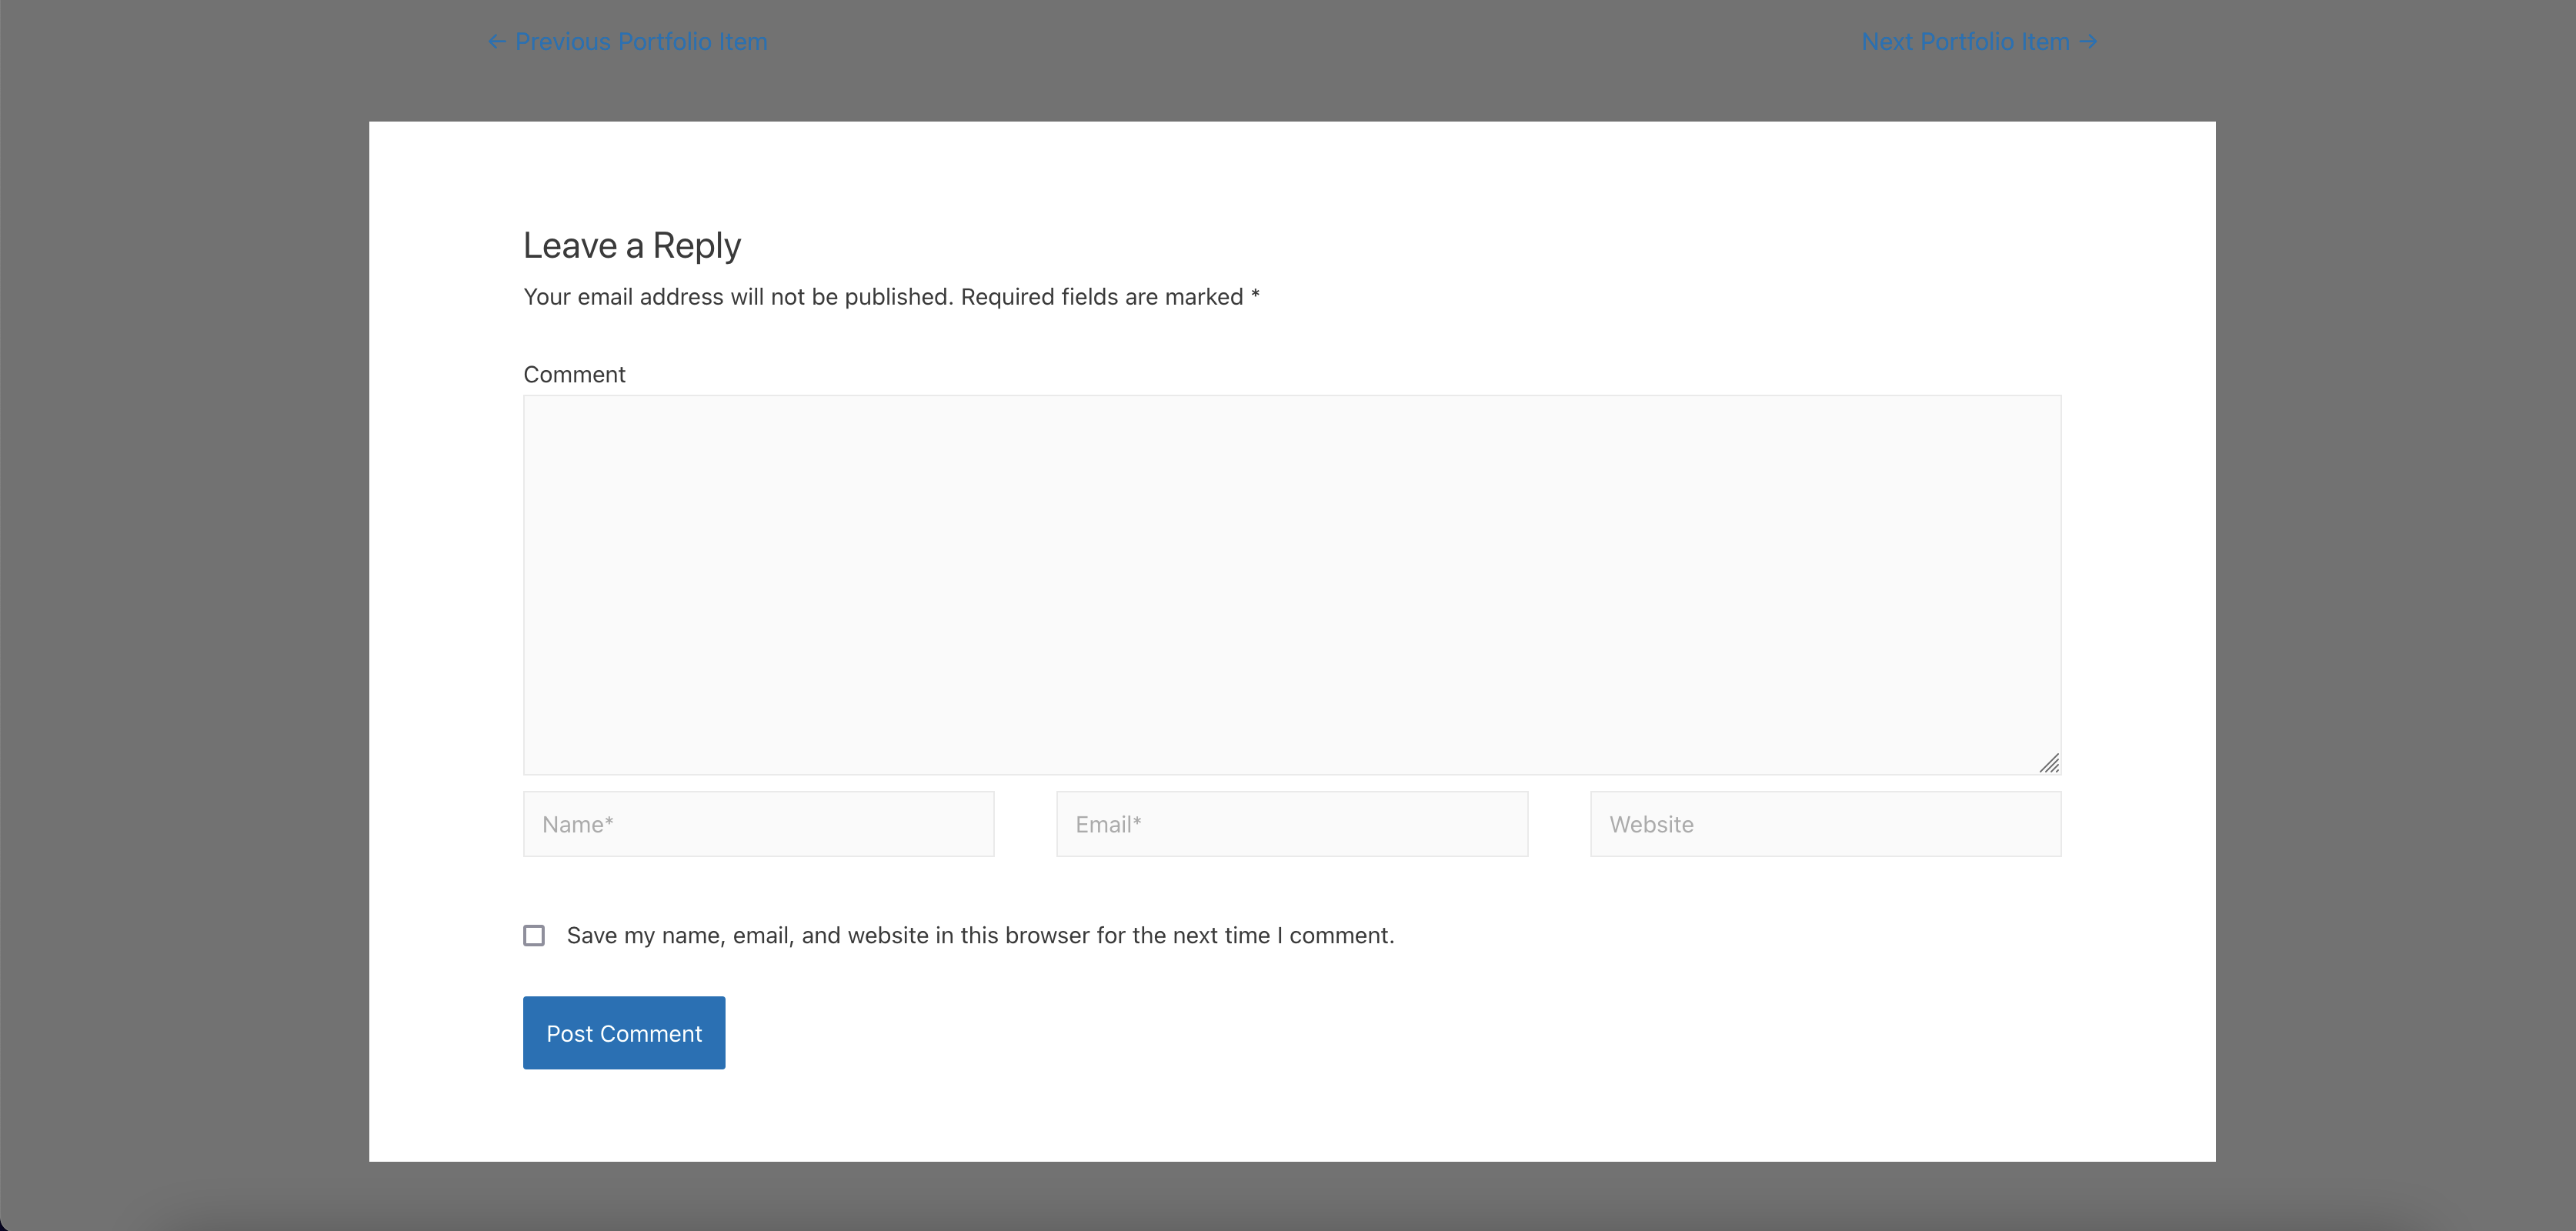 ← Previous Portfolio Item
Next Portfolio Item →
Leave a Reply
Your email address will not be published. Required fields are marked *
Comment
Name*
Email*
Website
Save my name, email, and website in this browser for the next time I comment.
Post Comment